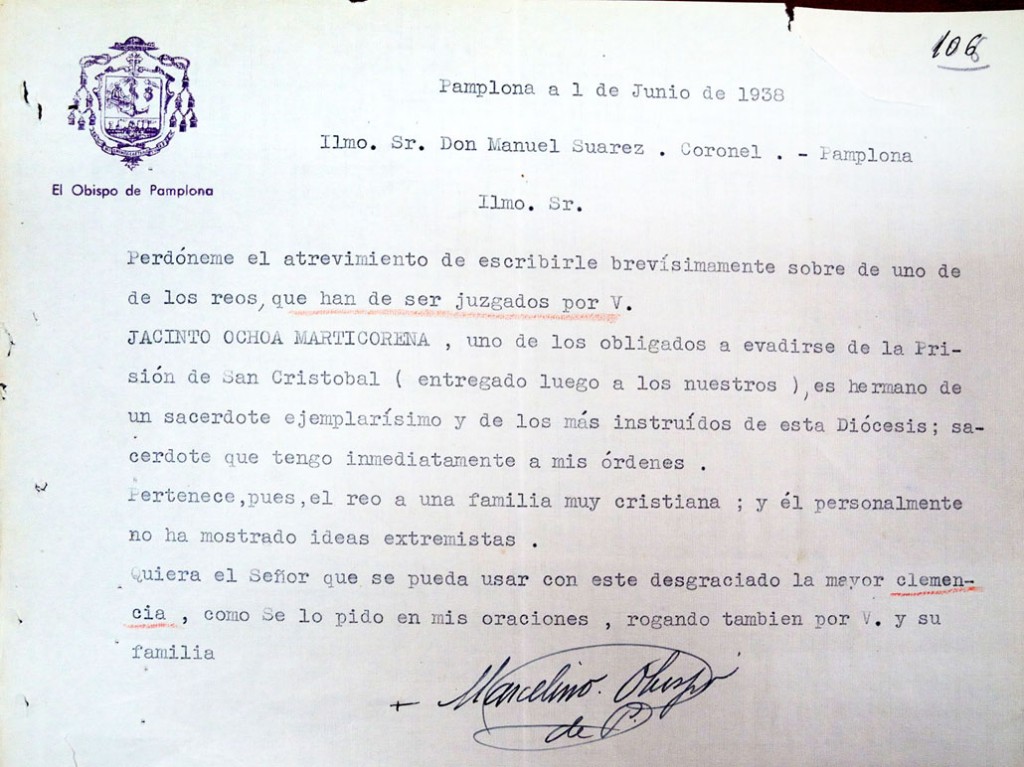 106
Pamplona a 1 de Junio de 1938
Ilmo. Sr. Don Manuel Suarez . Coronel . - Pamplona
El Obispo de Pamplona
Ilmo. Sr.
Perdóneme el atrevimiento de escribirle brevísimamente sobre de uno de
de los reos, que han de ser juzgados por V.
JACINTO OCHOA MARTICORENA , uno de los obligados a evadirse de la Pri-
sión de San Cristobal ( entregado luego a los nuestros ), es hermano de
un sacerdote ejemplarísimo y de los más instruídos de esta Diócesis; sa-
cerdote que tengo inmediatamente a mis órdenes .
Pertenece,pues,el reo a una familia muy cristiana ; y él personalmente
no ha mostrado ideas extremistas .
Quiera el Señor que se pueda usar con este desgraciado la mayor clemen-
cia , como Se lo pido en mis oraciones , rogando tambien por V. y su
familia
+ Marcelino. Obispo
de P.